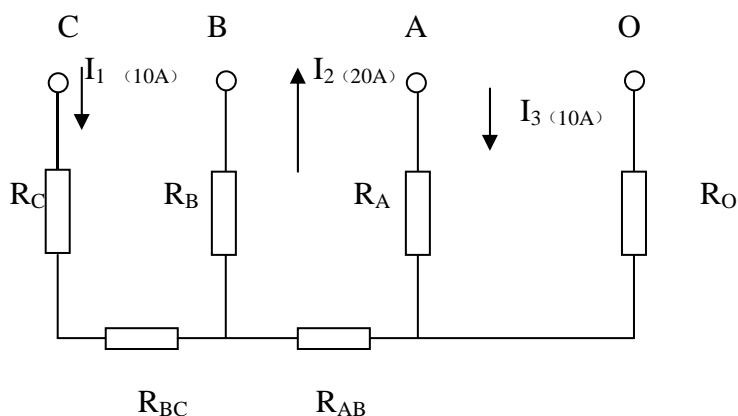 C B A O
I1 （10A） I2（20A） I3（10A）
RC RB RA RO
RBC RAB